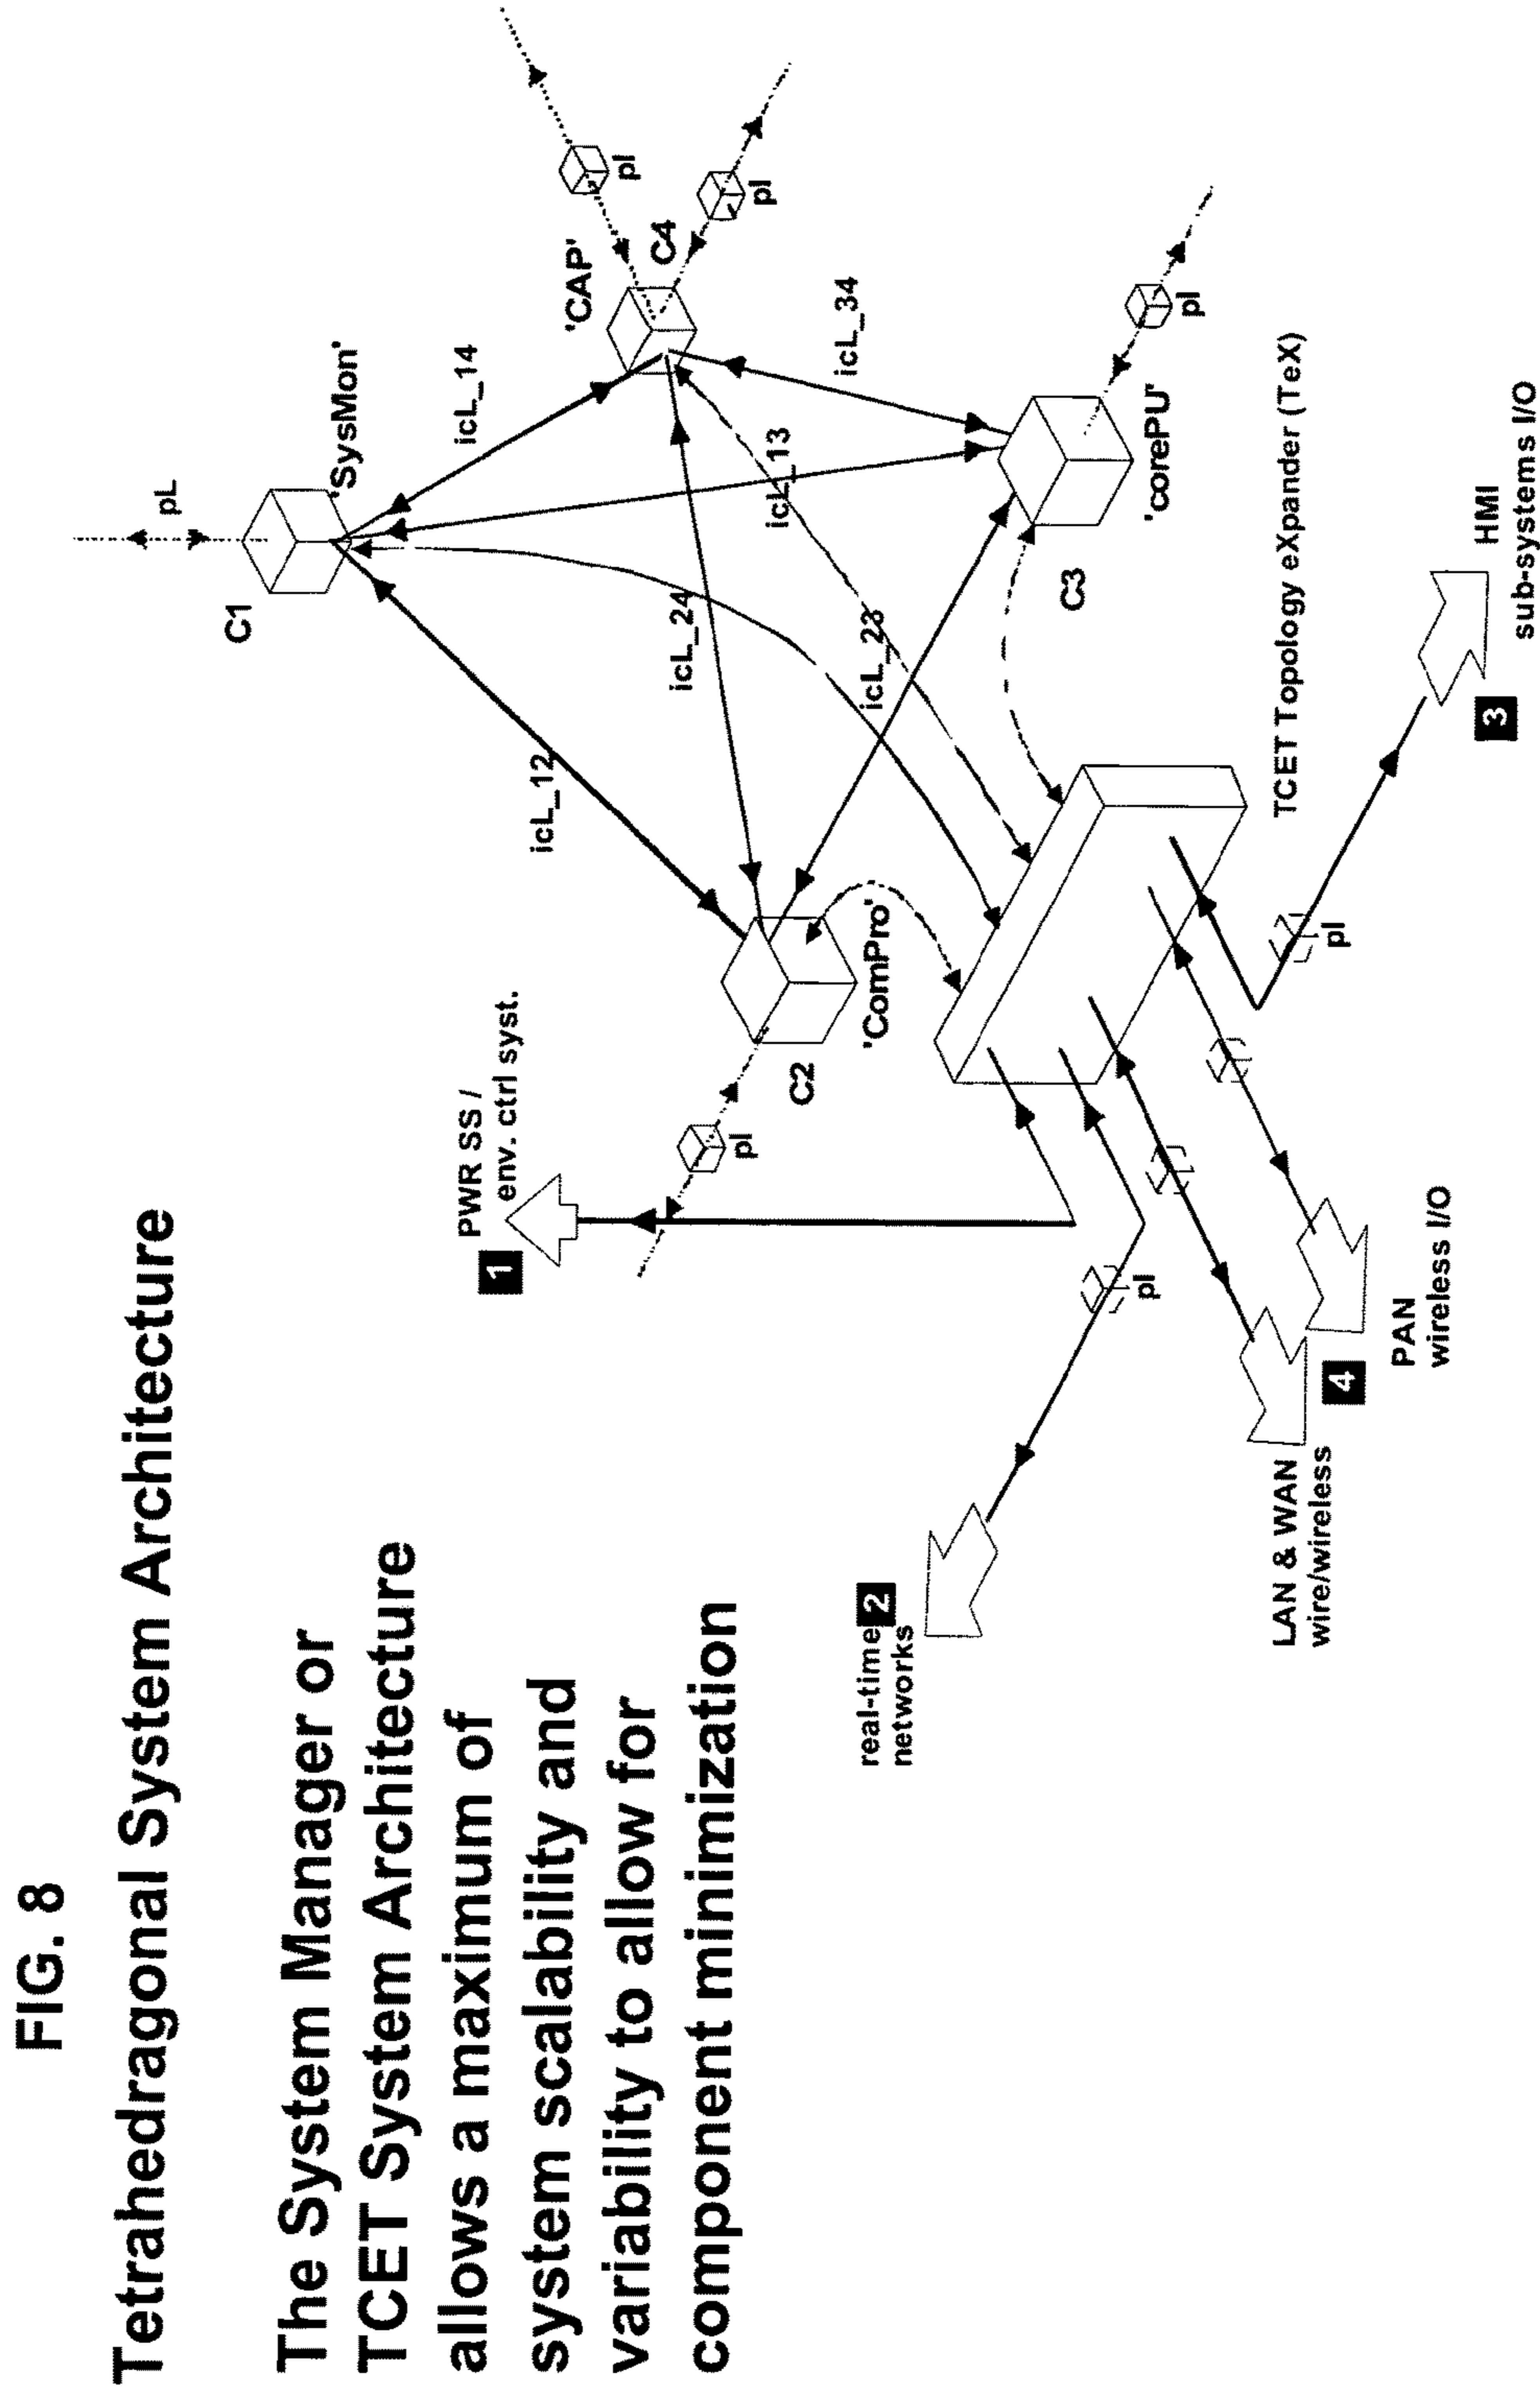 FIG. 8
Tetrahedragonal System Architecture
The System Manager or
TCET System Architecture
allows a maximum of
system scalability and
variability to allow for
component minimization
pL
C1
'SysMon'
icL_14
'CAP'
C4
pl
pl
icL_12
icL_24
icL_13
icL_23
icL_34
C3
'corePU'
pl
PWR SS /
env. ctrl syst.
1
pl
C2
'ComPro'
TCET Topology eXpander (TeX)
real-time
networks
2
pl
LAN & WAN
wire/wireless
4
PAN
wireless I/O
pl
3
HMI
sub-systems I/O